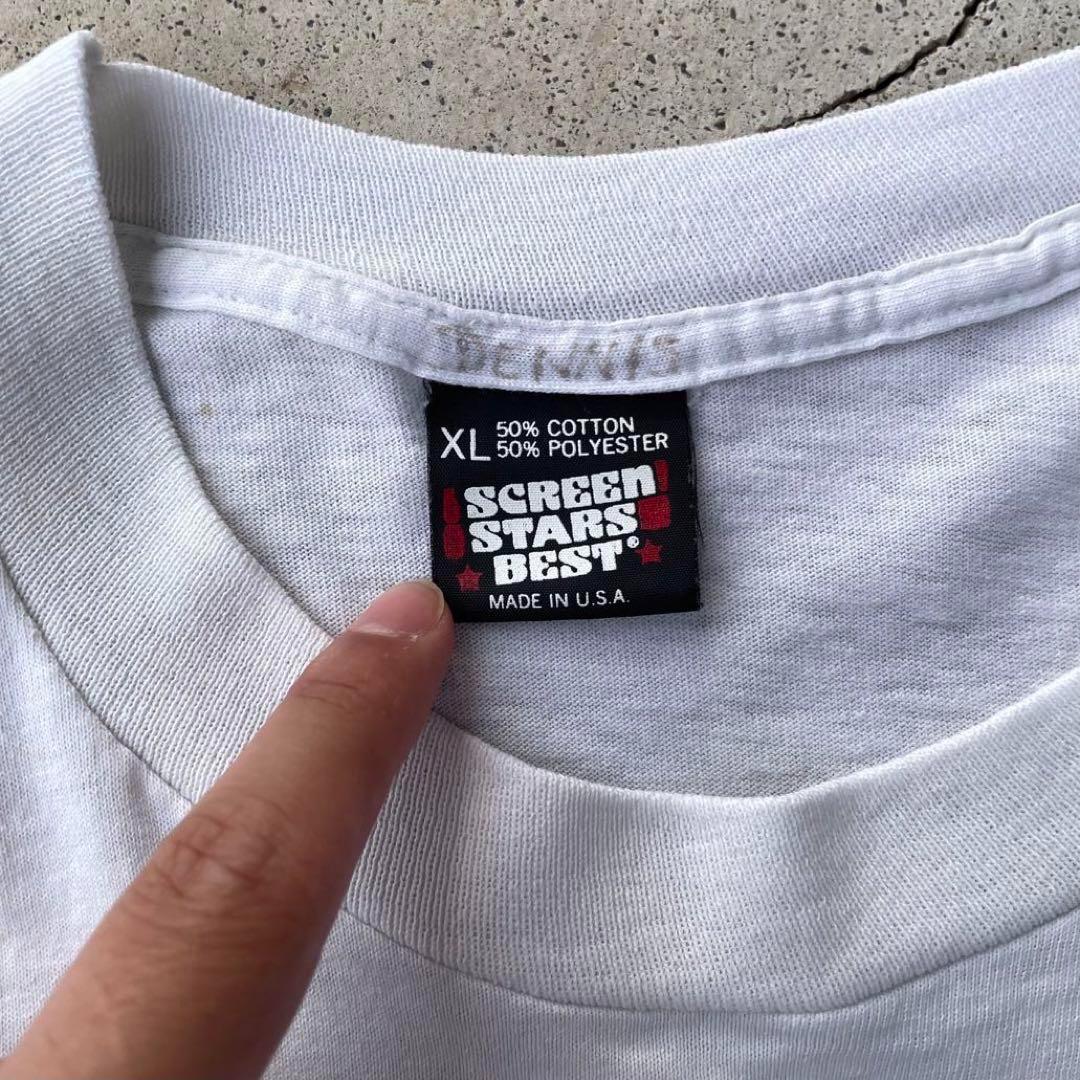 DENNIS
XL 50% COTTON
50% POLYESTER
SCREEN
STARS
BEST®
MADE IN U.S.A.